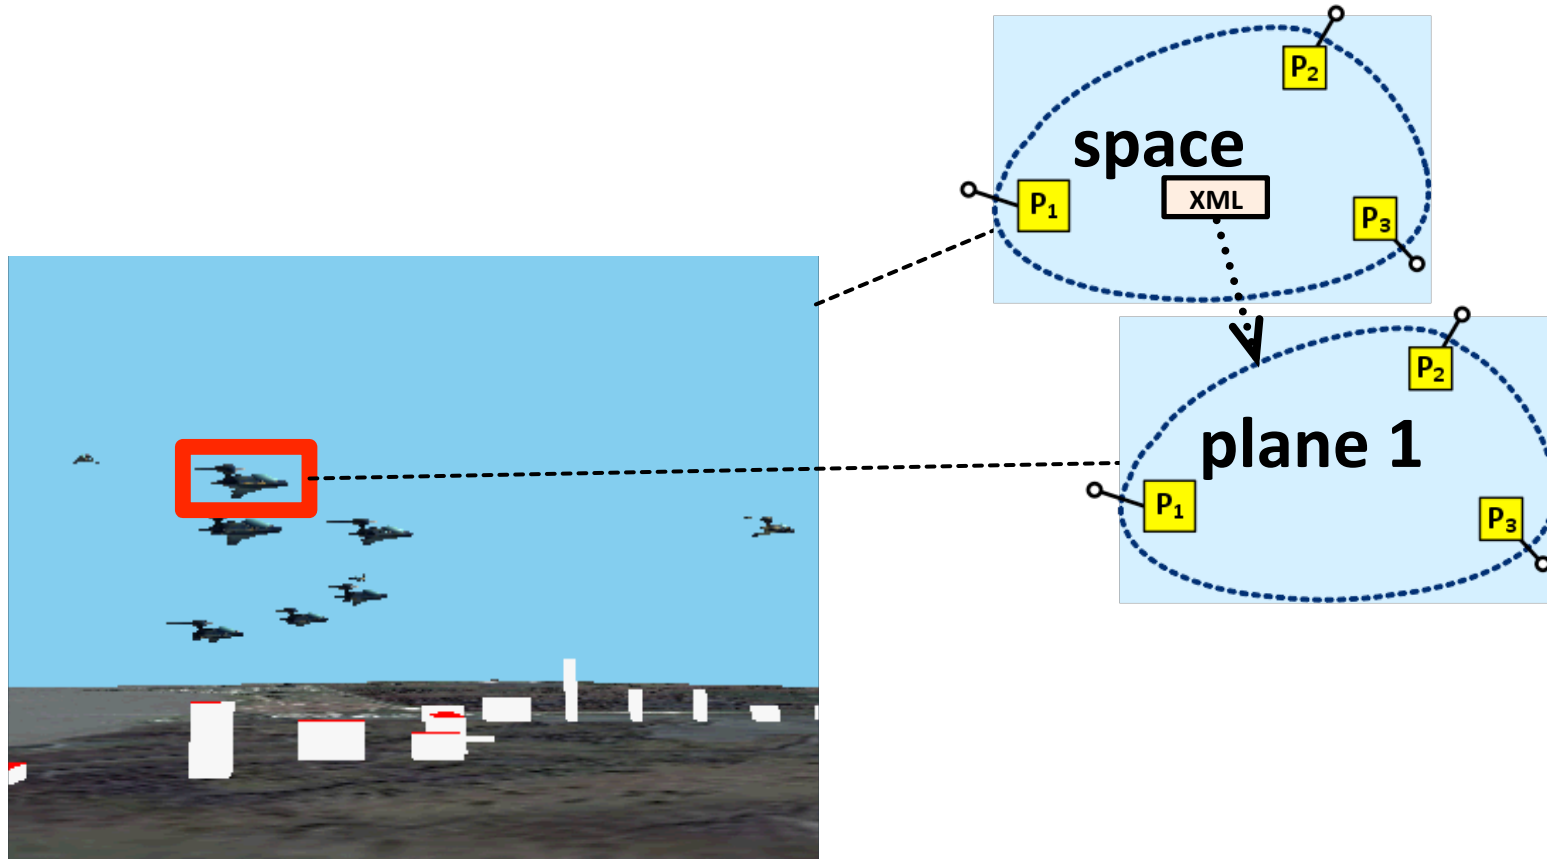 P₂
space
P₁
XML
P₃
P₂
plane 1
P₁
P₃